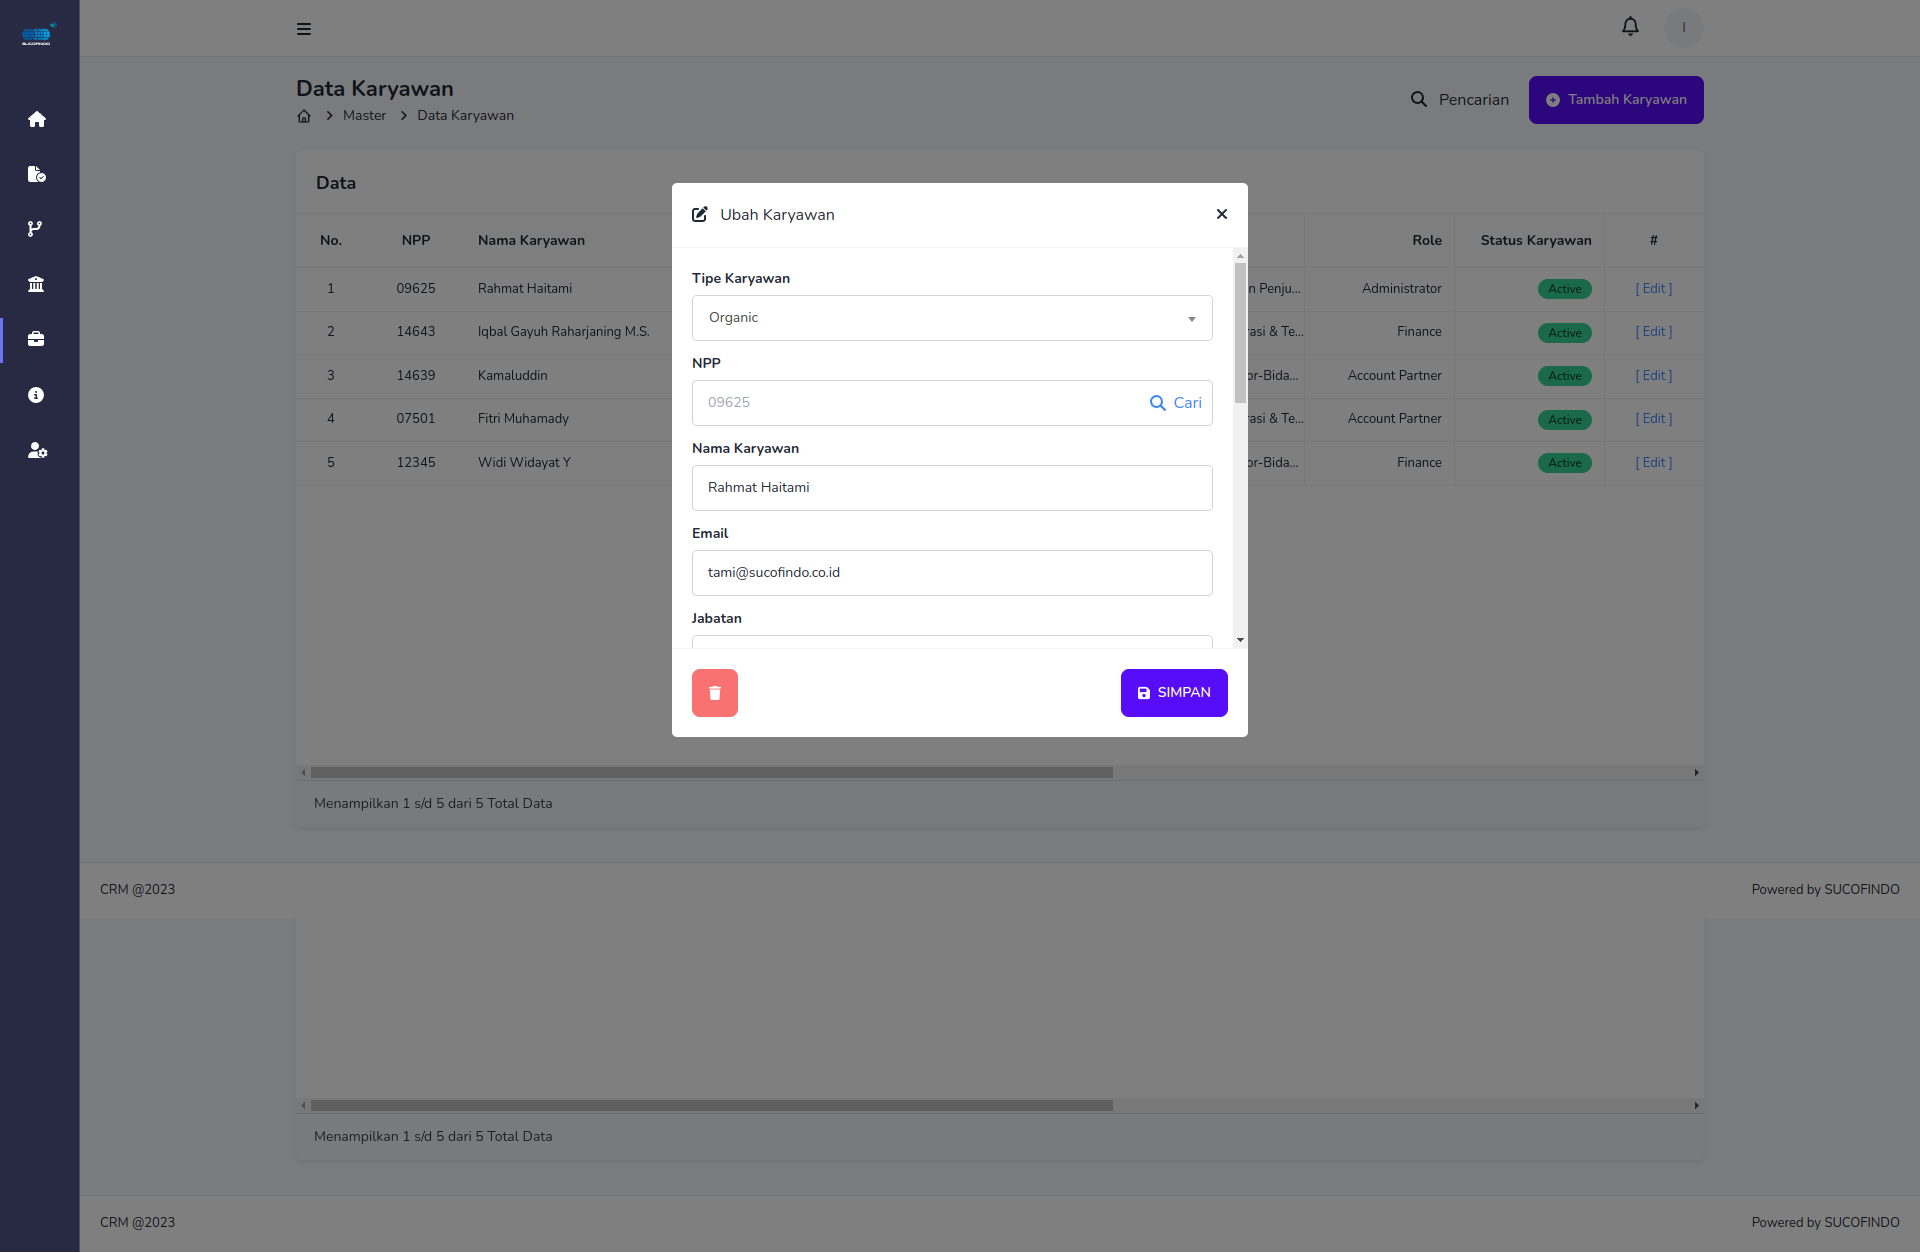 SUCOFINDO
I
Data Karyawan
Master
Data Karyawan
Pencarian
Tambah Karyawan
Data
No. NPP Nama Karyawan Role Status Karyawan #
1 09625 Rahmat Haitami n Penju... Administrator Active [ Edit ]
2 14643 Iqbal Gayuh Raharjaning M.S. rasi & Te... Finance Active [ Edit ]
3 14639 Kamaluddin or-Bida... Account Partner Active [ Edit ]
4 07501 Fitri Muhamady rasi & Te... Account Partner Active [ Edit ]
5 12345 Widi Widayat Y or-Bida... Finance Active [ Edit ]
Ubah Karyawan
Tipe Karyawan
Organic
NPP
09625
Cari
Nama Karyawan
Rahmat Haitami
Email
tami@sucofindo.co.id
Jabatan
SIMPAN
Menampilkan 1 s/d 5 dari 5 Total Data
CRM @2023
Powered by SUCOFINDO
Menampilkan 1 s/d 5 dari 5 Total Data
CRM @2023
Powered by SUCOFINDO